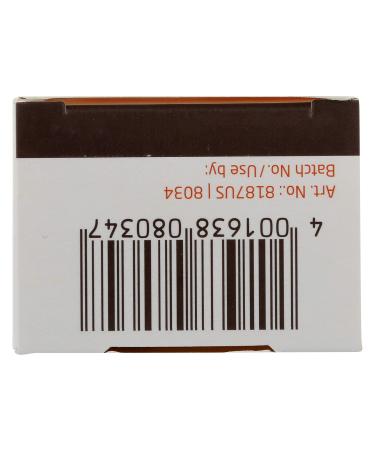 4 001638 080347
Art. No.: 8187US | 8034
Batch No./Use by: